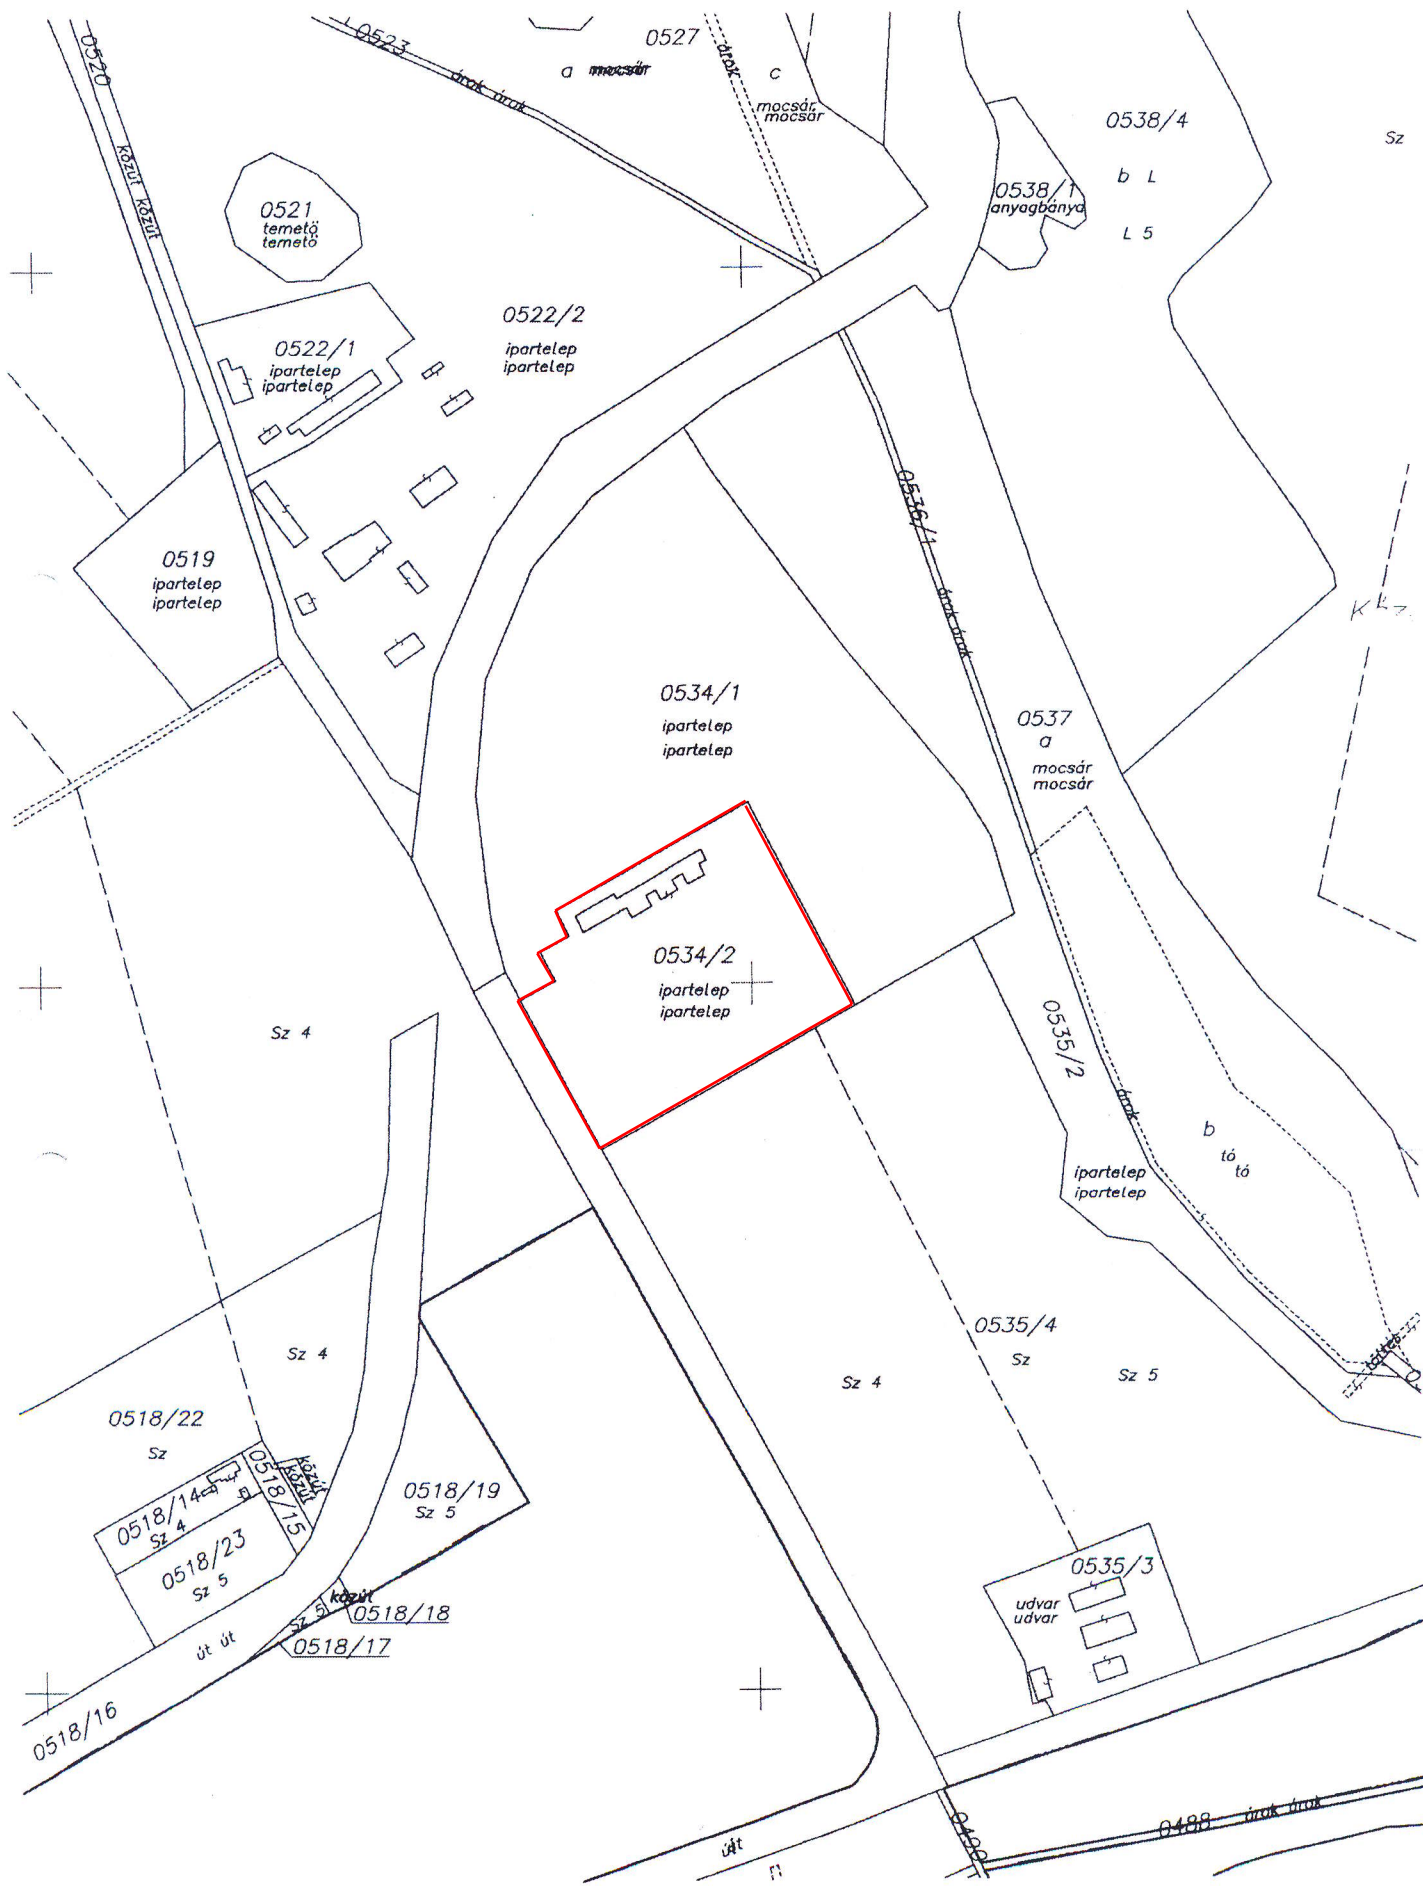 0520
0523
0527
a mocsár
árok árok
árok
c
mocsár
mocsár
0538/4
Sz
közút közút
b L
0538/1
anyagbánya
0521
temető
temető
L 5
0522/2
ipartelep
ipartelep
0522/1
ipartelep
ipartelep
0536/1
0519
ipartelep
ipartelep
árok árok
0534/1
ipartelep
ipartelep
0537
a
mocsár
mocsár
0534/2
ipartelep
ipartelep
Sz 4
0535/2
árok
b
tó
tó
ipartelep
ipartelep
0535/4
Sz
Sz 4
Sz 4
Sz 5
0518/22
Sz
közút
közút
0518/15
0518/14
Sz 4
0518/19
Sz 5
0518/23
Sz 5
0535/3
udvar
udvar
közút
Sz 5
0518/18
0518/17
út út
0518/16
0490
0488
árok árok
út